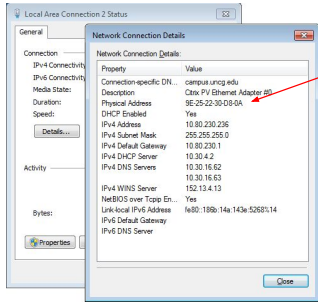 Local Area Connection 2 Status
General
Connection
IPv4 Connectivity
IPv6 Connectivity
Media State:
Duration:
Speed:
Details...
Activity
Bytes:
Properties
Network Connection Details
Network Connection Details:
Property Value
Connection-specific DN... campus.uncg.edu
Description Citrix PV Ethernet Adapter #0
Physical Address 9E-25-22-30-D8-0A
DHCP Enabled Yes
IPv4 Address 10.80.230.236
IPv4 Subnet Mask 255.255.255.0
IPv4 Default Gateway 10.80.230.1
IPv4 DHCP Server 10.30.4.2
IPv4 DNS Servers 10.30.16.62
10.30.16.63
IPv4 WINS Server 152.13.4.13
NetBIOS over Tcpip En... Yes
Link-local IPv6 Address fe80::186b:14a:143e:5268%14
IPv6 Default Gateway
IPv6 DNS Server
Close